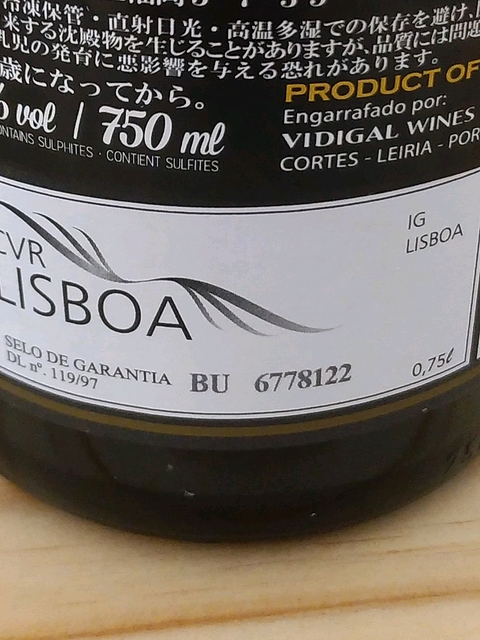 冷凍保管・直射日光・高温多湿での保存を避け、
来する沈殿物を生じることがありますが、品質には問題
乳児の発育に悪影響を与える恐れがあります。
歳になってから。
% vol / 750 ml
CONTAINS SULPHITES · CONTIENT SULFITES
PRODUCT OF
Engarrafado por:
VIDIGAL WINES
CORTES - LEIRIA - POR
CVR
LISBOA
IG
LISBOA
SELO DE GARANTIA
DL nº. 119/97
BU 6778122
0,75ℓ